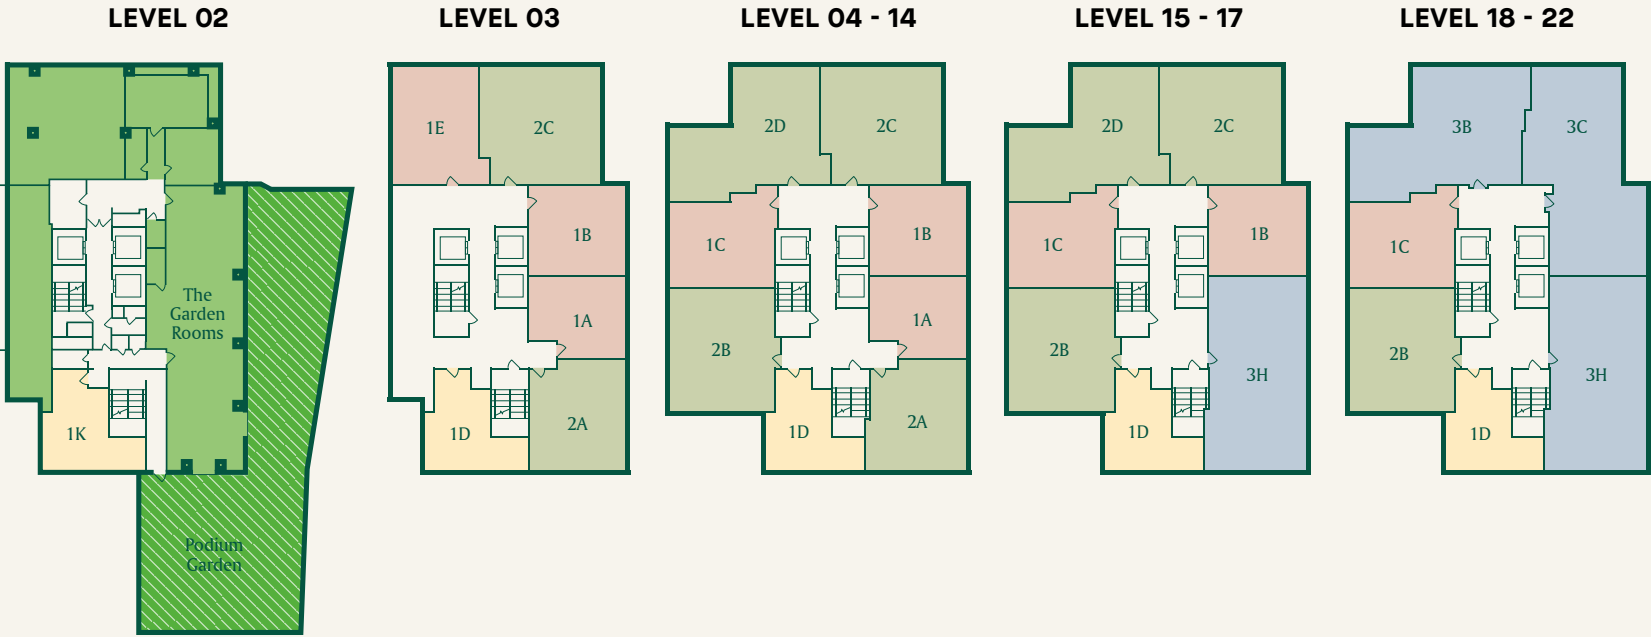 LEVEL 02
The
Garden
Rooms
1K
Podium
Garden
LEVEL 03
1E
2C
1B
1A
1D
2A
LEVEL 04 - 14
2D
2C
1C
1B
1A
2B
1D
2A
LEVEL 15 - 17
2D
2C
1C
1B
2B
3H
1D
LEVEL 18 - 22
3B
3C
1C
2B
3H
1D